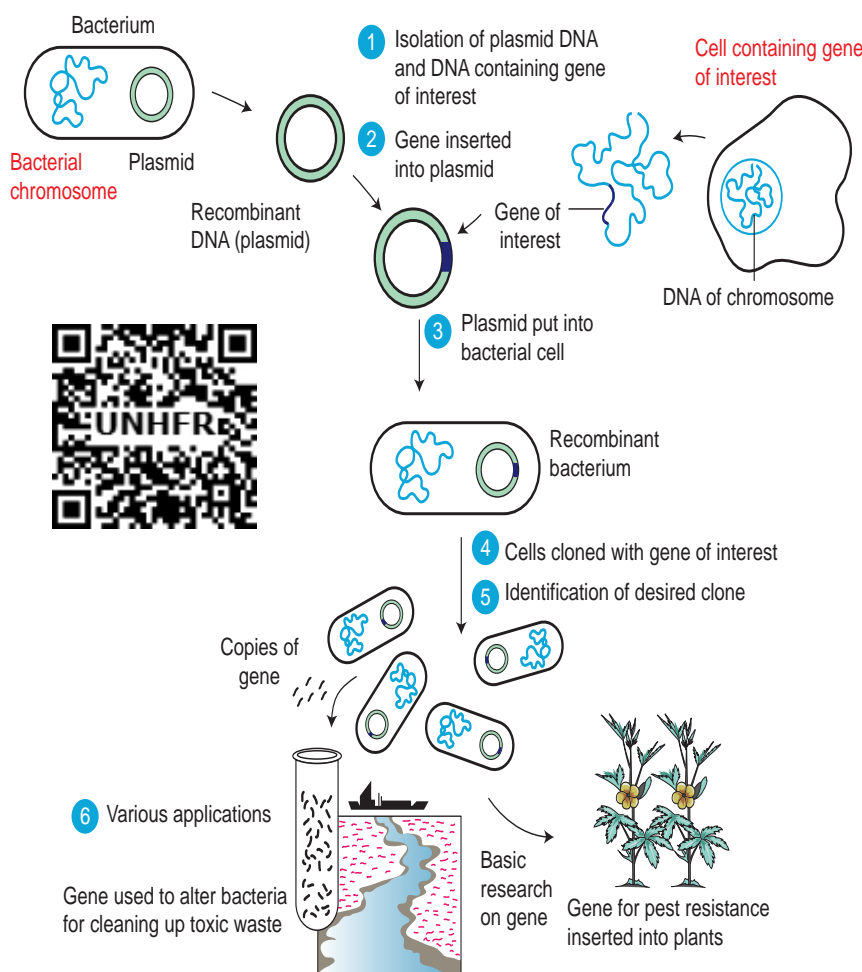 Bacterium
1
Isolation of plasmid DNA
and DNA containing gene
of interest
Cell containing gene
of interest
2
Gene inserted
into plasmid
Bacterial
chromosome
Plasmid
Recombinant
DNA (plasmid)
Gene of
interest
DNA of chromosome
3
Plasmid put into
bacterial cell
UNHFR
Recombinant
bacterium
4
Cells cloned with gene of interest
5
Identification of desired clone
Copies of
gene
6
Various applications
Gene used to alter bacteria
for cleaning up toxic waste
Basic
research
on gene
Gene for pest resistance
inserted into plants